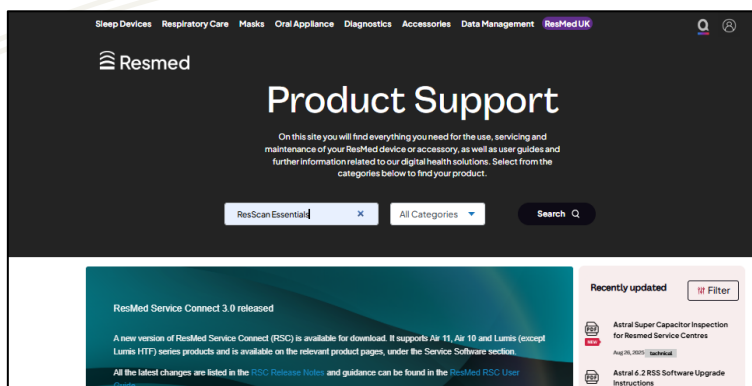 Sleep Devices Respiratory Care Masks Oral Appliance Diagnostics Accessories Data Management ResMed UK
Resmed
Product Support
On this site you will find everything you need for the use, servicing and
maintenance of your ResMed device or accessory, as well as user guides and
further information related to our digital health solutions. Select from the
categories below to find your product.
ResScan Essentials × All Categories Search
ResMed Service Connect 3.0 released
A new version of ResMed Service Connect (RSC) is available for download. It supports Air 11, Air 10 and Lumis (except
Lumis HTF) series products and is available on the relevant product pages, under the Service Software section.
All the latest changes are listed in the RSC Release Notes and guidance can be found in the ResMed RSC User
Guide
Recently updated Filter
PDF
NEW
Astral Super Capacitor Inspection
for Resmed Service Centres
Aug 26, 2025 technical
PDF
Astral 6.2 RSS Software Upgrade
Instructions